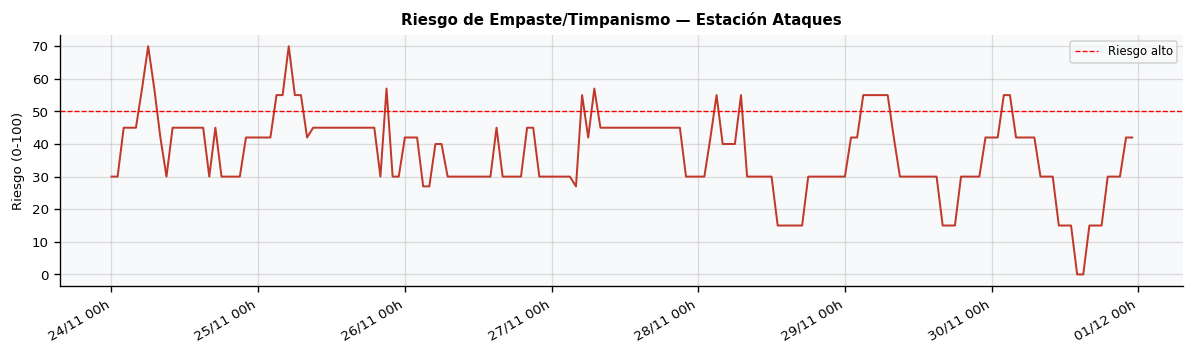 Riesgo de Empaste/Timpanismo — Estación Ataques
Riesgo alto
Riesgo (0-100)
70
60
50
40
30
20
10
0
24/11 00h
25/11 00h
26/11 00h
27/11 00h
28/11 00h
29/11 00h
30/11 00h
01/12 00h